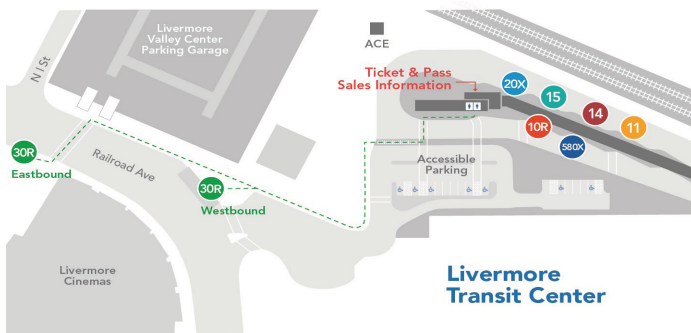 Livermore
Valley Center
Parking Garage
ACE
N I St
Ticket & Pass
Sales Information
20X
15
14
11
10R
580X
30R
Eastbound
Railroad Ave
Accessible
Parking
30R
Westbound
Livermore
Cinemas
Livermore
Transit Center